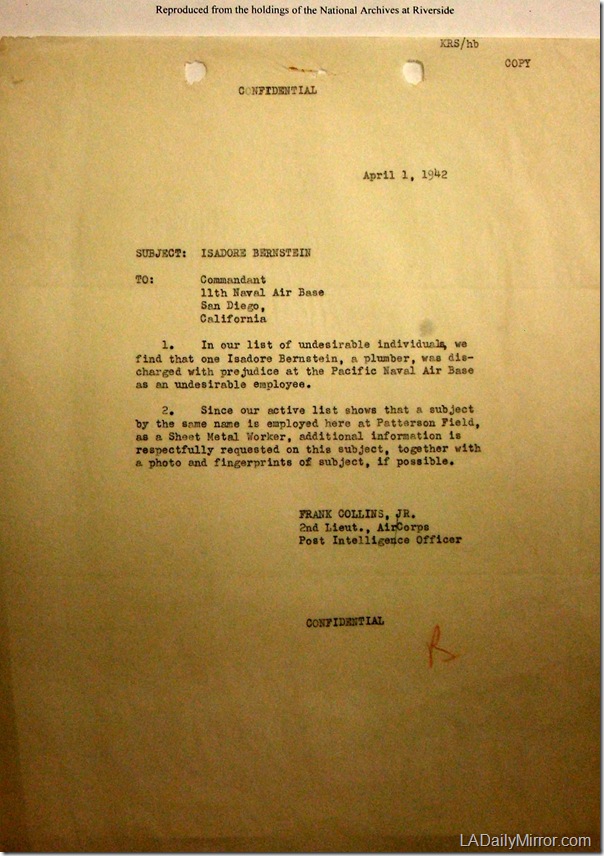 Reproduced from the holdings of the National Archives at Riverside
KRS/hb
COPY
CONFIDENTIAL
April 1, 1942
SUBJECT: ISADORE BERNSTEIN
TO: Commandant
11th Naval Air Base
San Diego,
California
1. In our list of undesirable individuals, we
find that one Isadore Bernstein, a plumber, was dis-
charged with prejudice at the Pacific Naval Air Base
as an undesirable employee.
2. Since our active list shows that a subject
by the same name is employed here at Patterson Field,
as a Sheet Metal Worker, additional information is
respectfully requested on this subject, together with
a photo and fingerprints of subject, if possible.
FRANK COLLINS, JR.
2nd Lieut., AirCorps
Post Intelligence Officer
CONFIDENTIAL
R
LADailyMirror.com